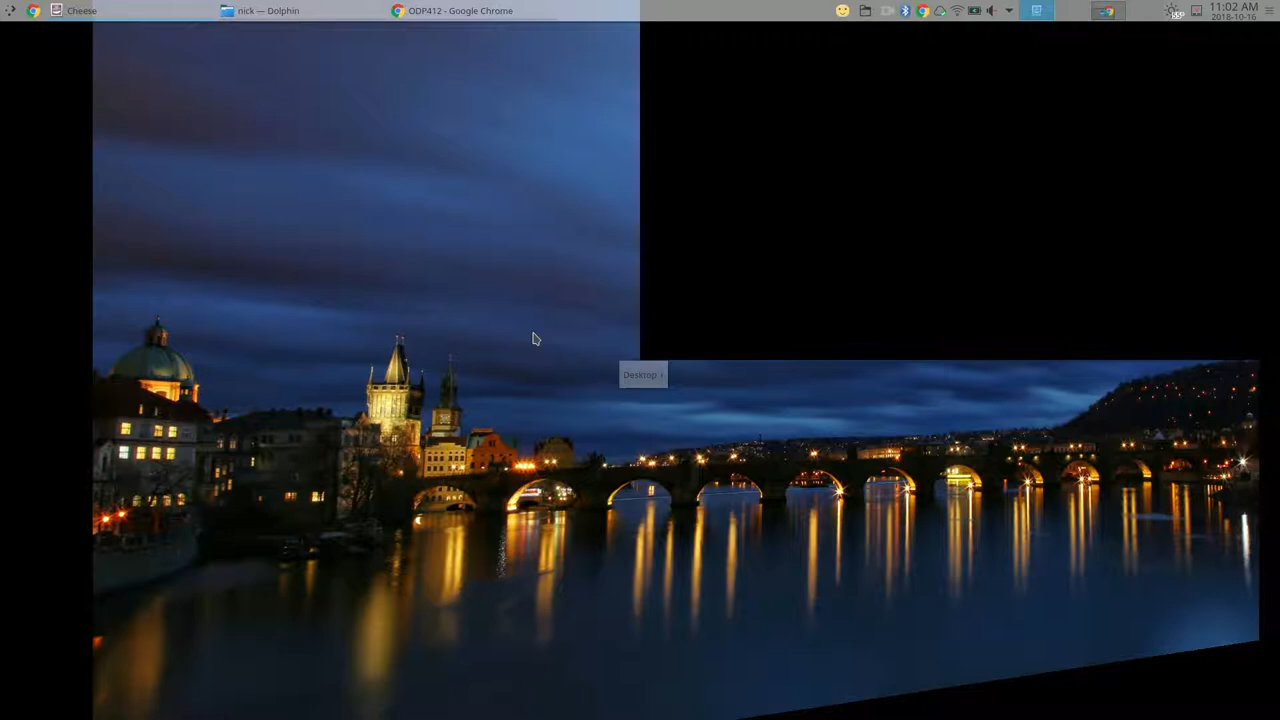 Cheese
nick — Dolphin
ODP412 - Google Chrome
11:02 AM
2018-10-16
Desktop